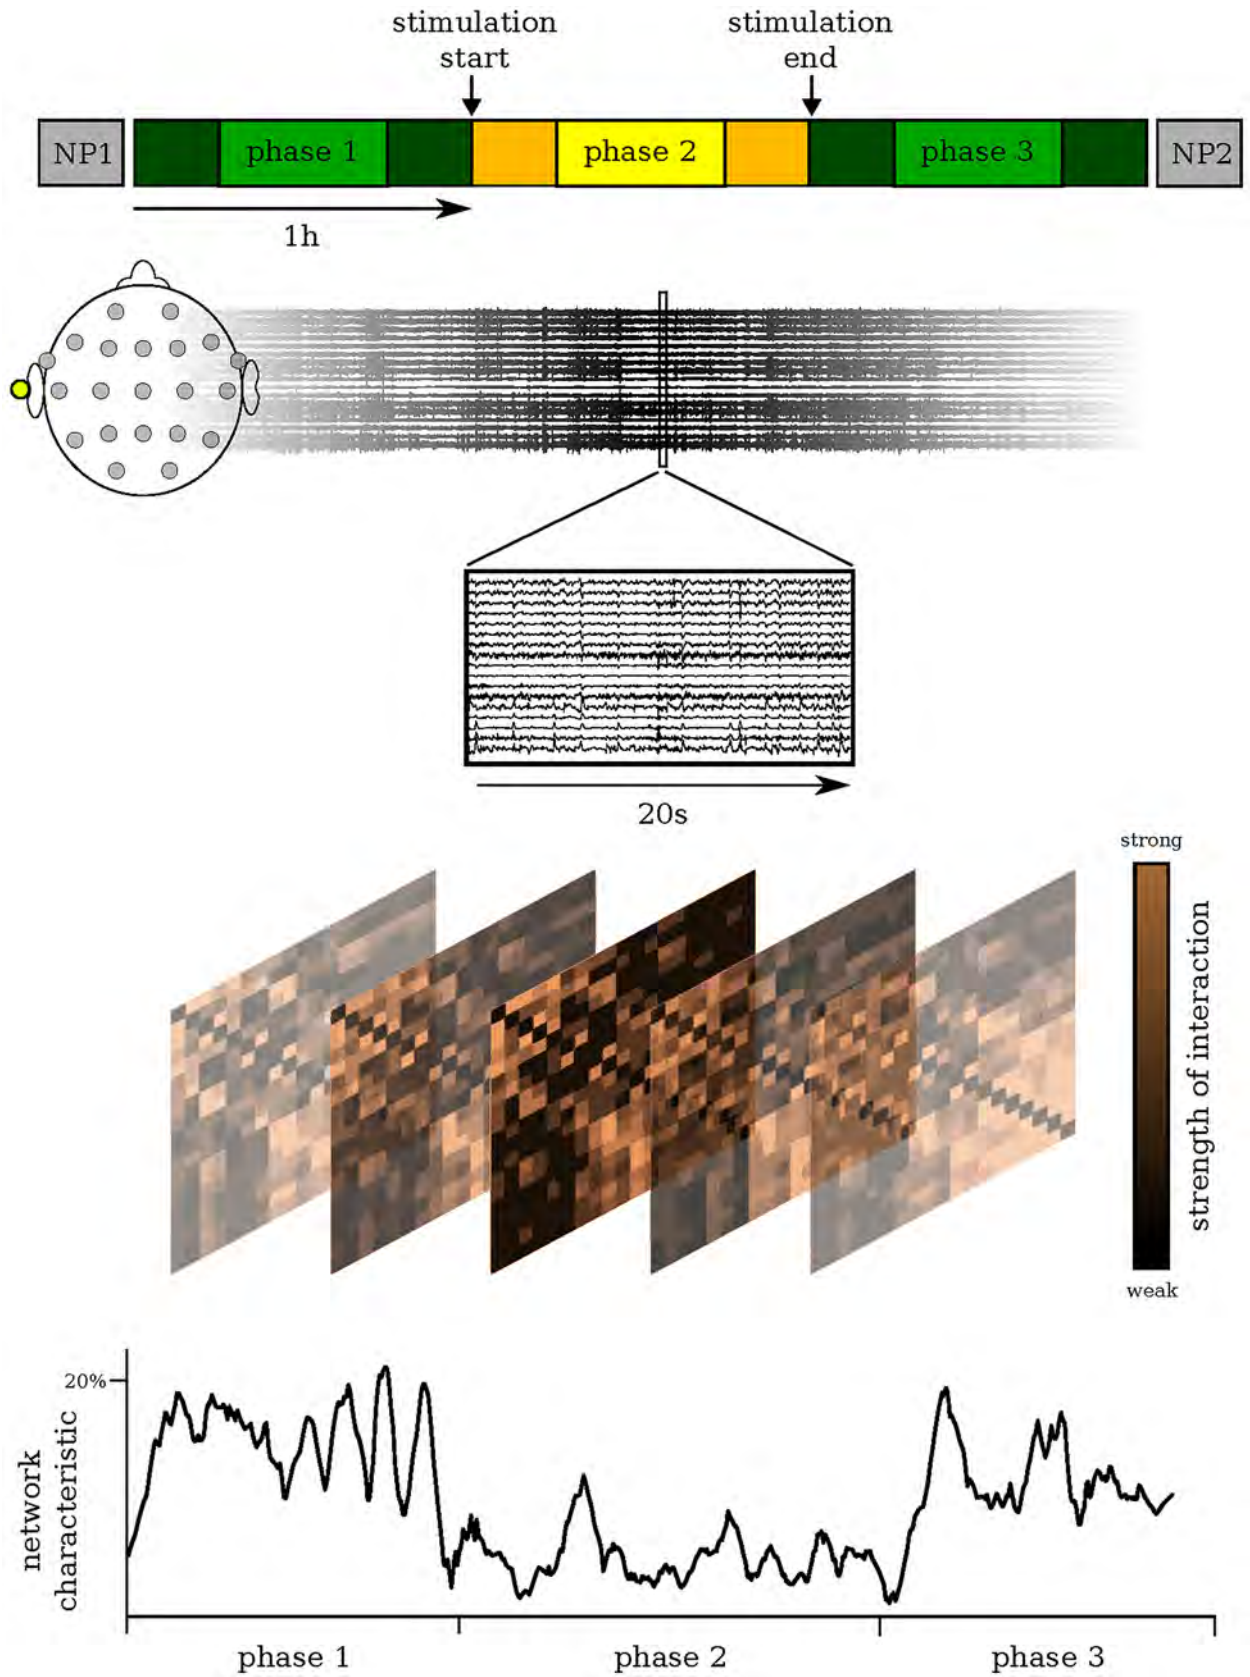 stimulation
start
stimulation
end
NP1
phase 1
phase 2
phase 3
NP2
1h
20s
strong
strength of interaction
weak
20%
network
characteristic
phase 1
phase 2
phase 3